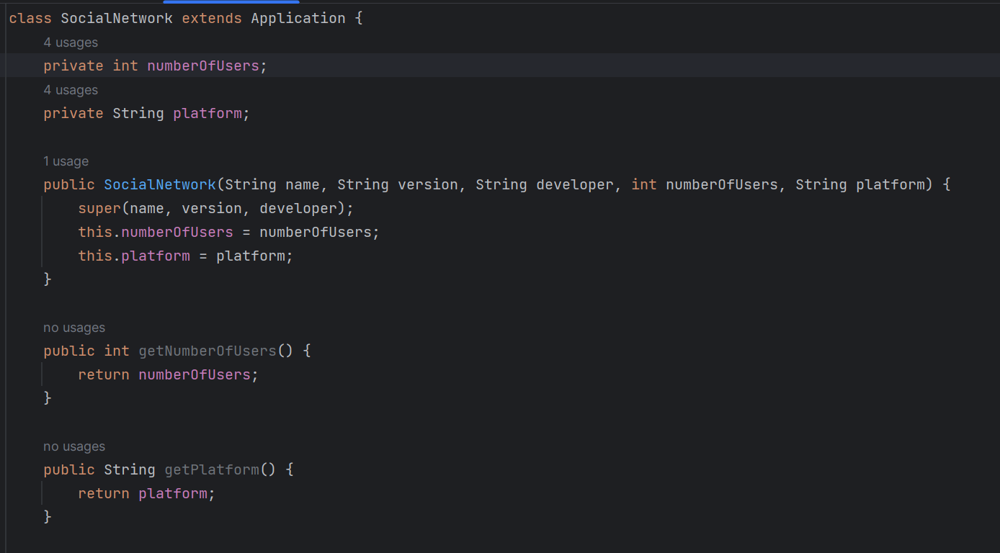 class SocialNetwork extends Application {
4 usages
private int numberOfUsers;
4 usages
private String platform;
1 usage
public SocialNetwork(String name, String version, String developer, int numberOfUsers, String platform) {
super(name, version, developer);
this.numberOfUsers = numberOfUsers;
this.platform = platform;
}
no usages
public int getNumberOfUsers() {
return numberOfUsers;
}
no usages
public String getPlatform() {
return platform;
}